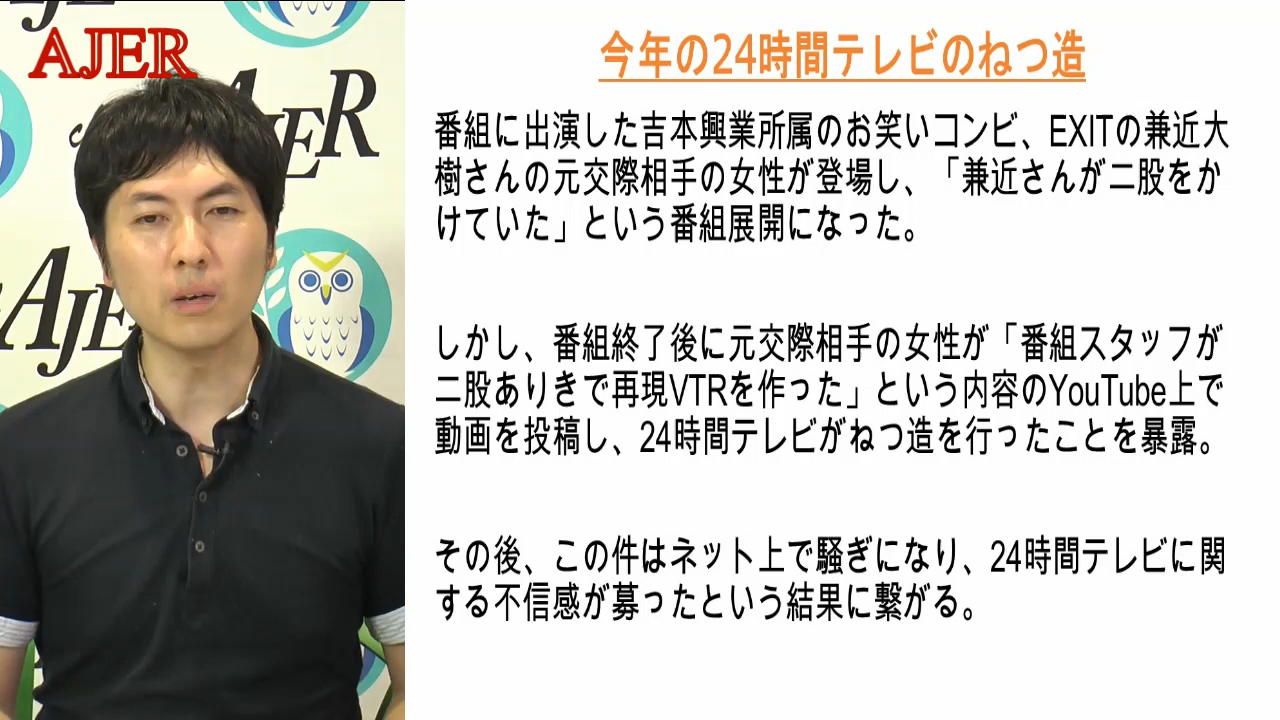 AJER
AJER
AJER
今年の24時間テレビのねつ造
番組に出演した吉本興業所属のお笑いコンビ、EXITの兼近大
樹さんの元交際相手の女性が登場し、「兼近さんが二股をか
けていた」という番組展開になった。
しかし、番組終了後に元交際相手の女性が「番組スタッフが
二股ありきで再現VTRを作った」という内容のYouTube上で
動画を投稿し、24時間テレビがねつ造を行ったことを暴露。
その後、この件はネット上で騒ぎになり、24時間テレビに関
する不信感が募ったという結果に繋がる。